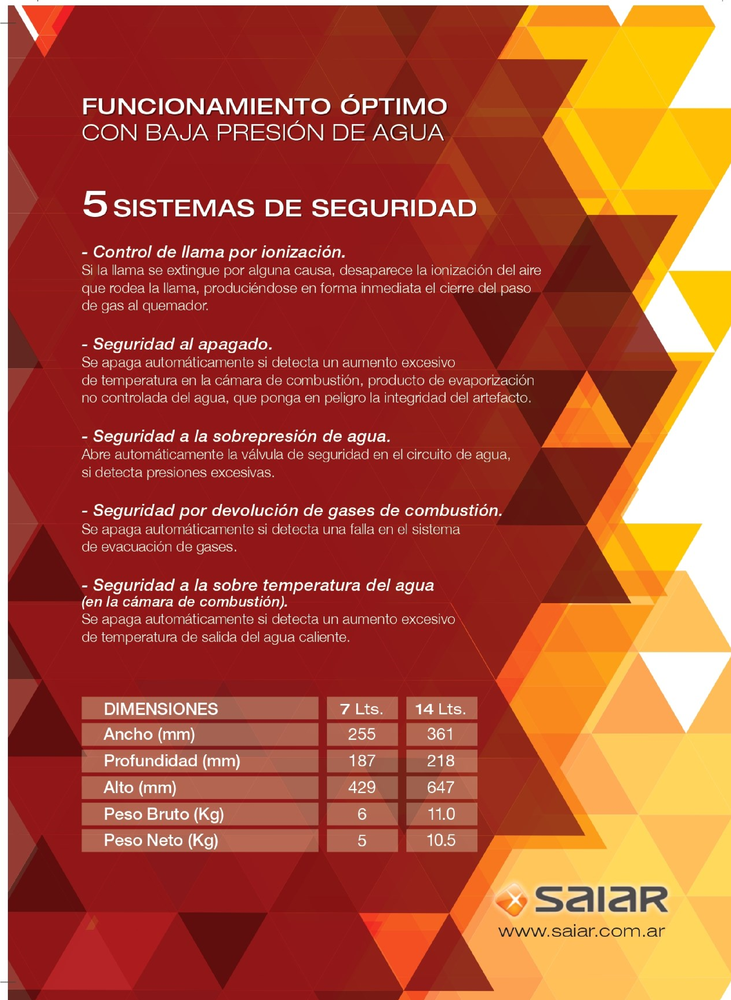 FUNCIONAMIENTO ÓPTIMO
CON BAJA PRESIÓN DE AGUA
5 SISTEMAS DE SEGURIDAD
- Control de llama por ionización.
Si la llama se extingue por alguna causa, desaparece la ionización del aire
que rodea la llama, produciéndose en forma inmediata el cierre del paso
de gas al quemador.
- Seguridad al apagado.
Se apaga automáticamente si detecta un aumento excesivo
de temperatura en la cámara de combustión, producto de evaporización
no controlada del agua, que ponga en peligro la integridad del artefacto.
- Seguridad a la sobrepresión de agua.
Abre automáticamente la válvula de seguridad en el circuito de agua,
si detecta presiones excesivas.
- Seguridad por devolución de gases de combustión.
Se apaga automáticamente si detecta una falla en el sistema
de evacuación de gases.
- Seguridad a la sobre temperatura del agua
(en la cámara de combustión).
Se apaga automáticamente si detecta un aumento excesivo
de temperatura de salida del agua caliente.
DIMENSIONES 7 Lts. 14 Lts.
Ancho (mm) 255 361
Profundidad (mm) 187 218
Alto (mm) 429 647
Peso Bruto (Kg) 6 11.0
Peso Neto (Kg) 5 10.5
saiar
www.saiar.com.ar